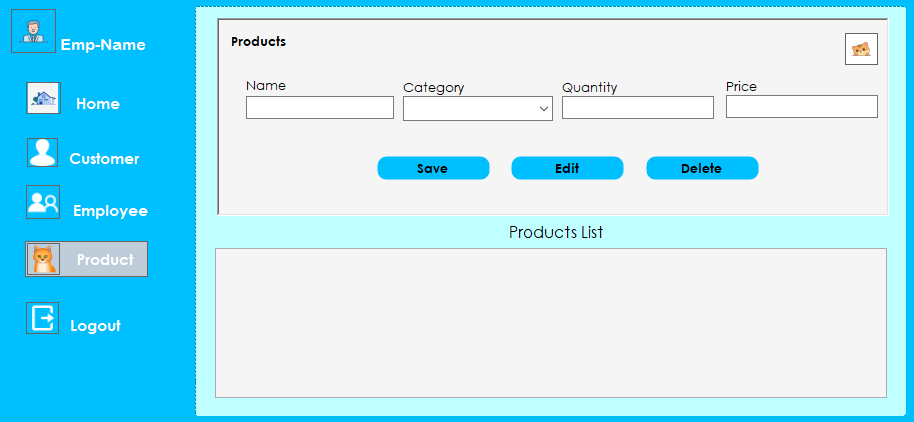 Emp-Name
Home
Customer
Employee
Product
Logout
Products
Name
Category
Quantity
Price
Save
Edit
Delete
Products List